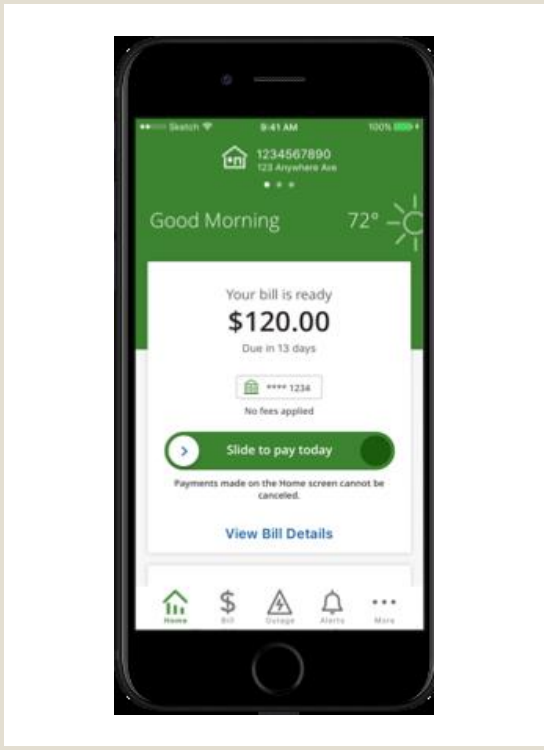 Sketch 9:41 AM 100%
1234567890
123 Anywhere Ave
Good Morning 72°
Your bill is ready
$120.00
Due in 13 days
**** 1234
No fees applied
Slide to pay today
Payments made on the Home screen cannot be
canceled.
View Bill Details
Home Bill Outage Alerts More